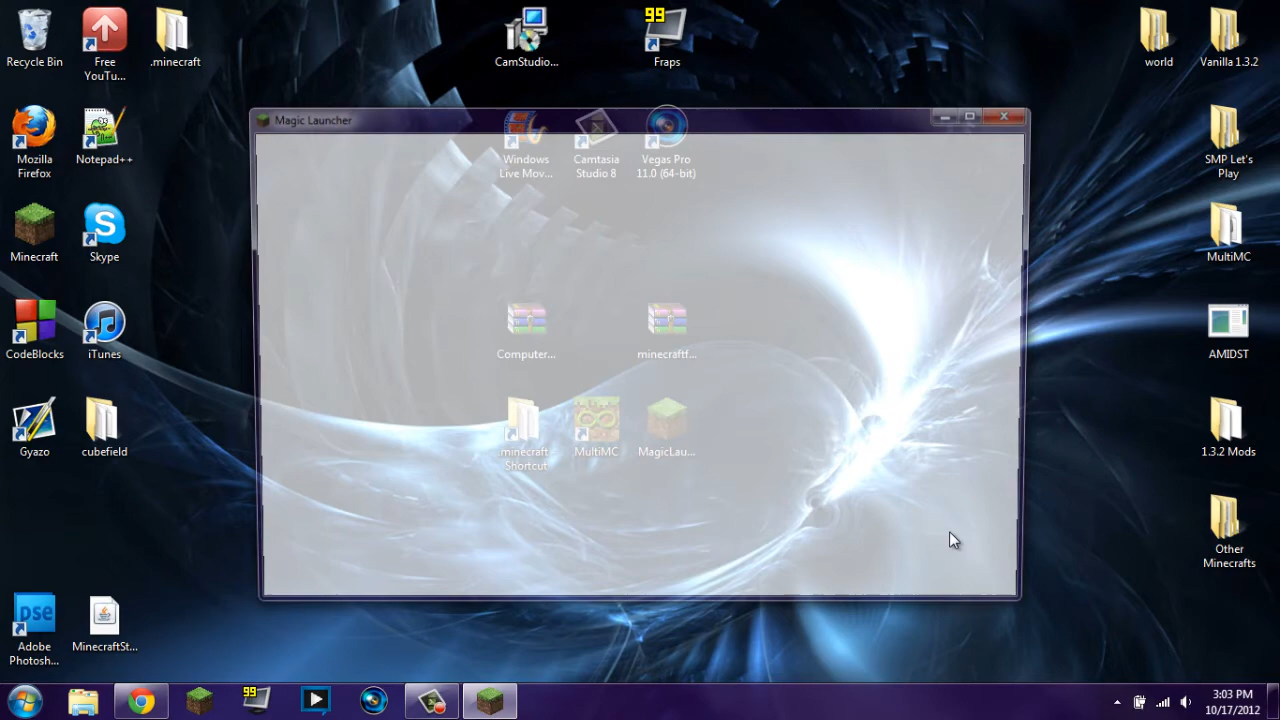 Recycle Bin
Free
YouTu...
.minecraft
CamStudio...
99
Fraps
world
Vanilla 1.3.2
Magic Launcher
Mozilla
Firefox
Notepad++
Windows
Live Mov...
Camtasia
Studio 8
Vegas Pro
11.0 (64-bit)
SMP Let's
Play
Minecraft
S
Skype
MultiMC
CodeBlocks
iTunes
Computer...
minecraftf...
AMIDST
Gyazo
cubefield
.minecraft -
Shortcut
MultiMC
MagicLau...
1.3.2 Mods
Other
Minecrafts
pse
Adobe
Photosh...
MinecraftSt...
99
3:03 PM
10/17/2012